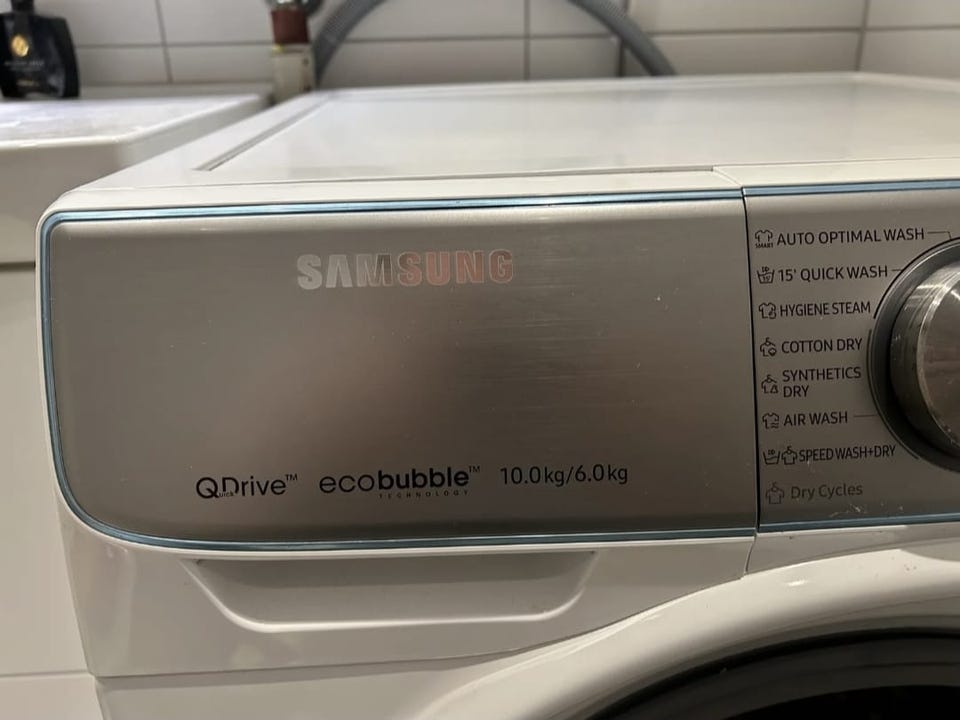 SAMSUNG
QuickDrive™ ecobubble™ 10.0kg/6.0kg
TECHNOLOGY
AUTO OPTIMAL WASH
15' QUICK WASH
HYGIENE STEAM
COTTON DRY
SYNTHETICS
DRY
AIR WASH
SPEED WASH+DRY
Dry Cycles